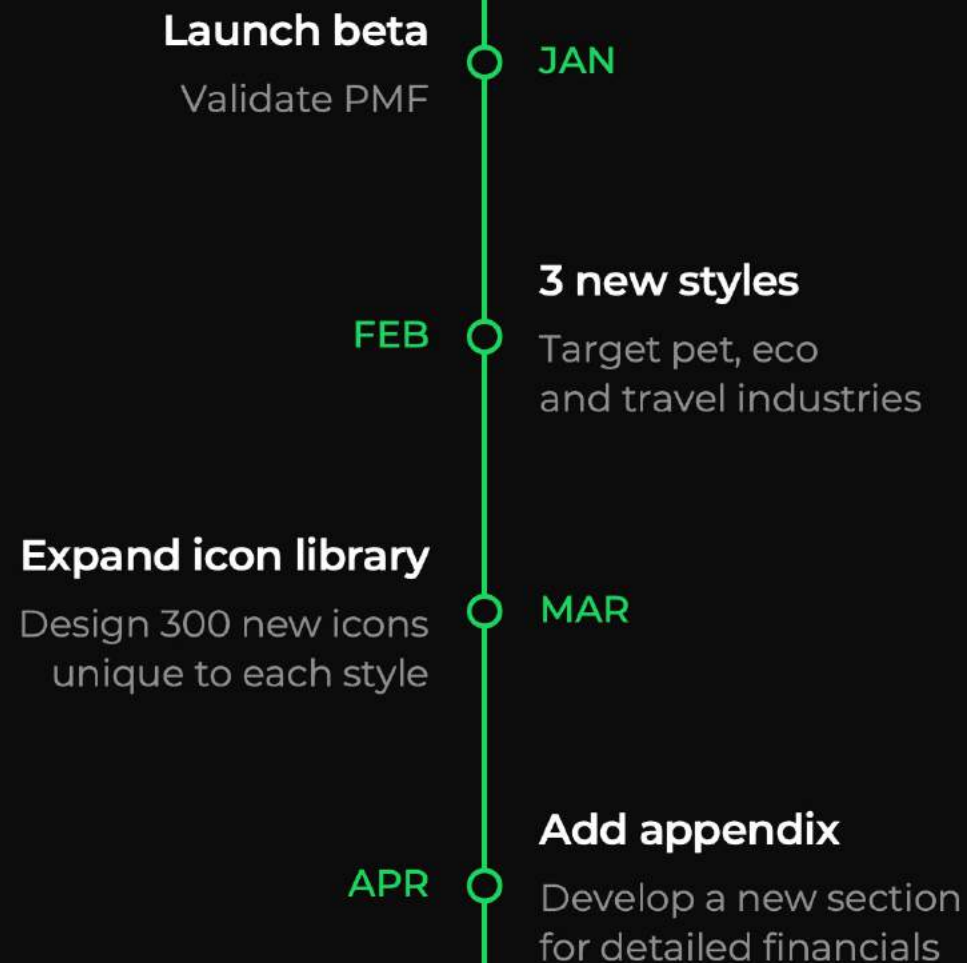 Launch beta
Validate PMF
JAN
FEB
3 new styles
Target pet, eco
and travel industries
Expand icon library
Design 300 new icons
unique to each style
MAR
APR
Add appendix
Develop a new section
for detailed financials